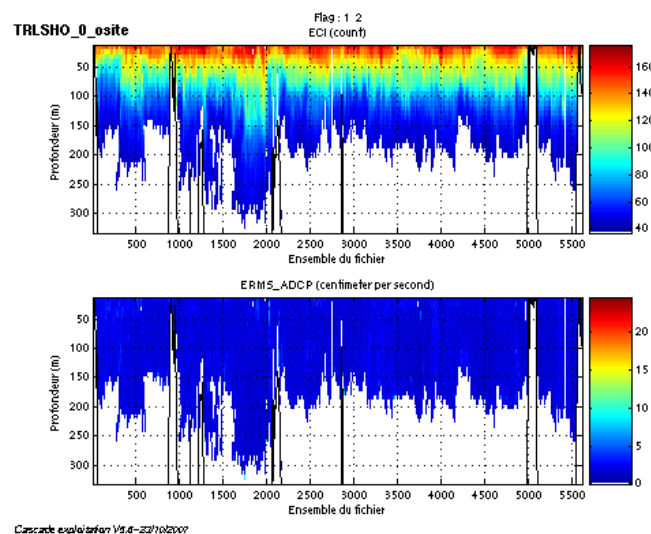 Flag : 1 2
TRLSHO_0_osite
ECI (count)
50
100
150
200
250
300
Profondeur (m)
500 1000 1500 2000 2500 3000 3500 4000 4500 5000 5500
Ensemble du fichier
160
140
120
100
80
60
40
ERMS_ADCP (centimeter per second)
50
100
150
200
250
300
Profondeur (m)
500 1000 1500 2000 2500 3000 3500 4000 4500 5000 5500
Ensemble du fichier
20
15
10
5
0
Cascade exploitation V5.6-23/10/2007